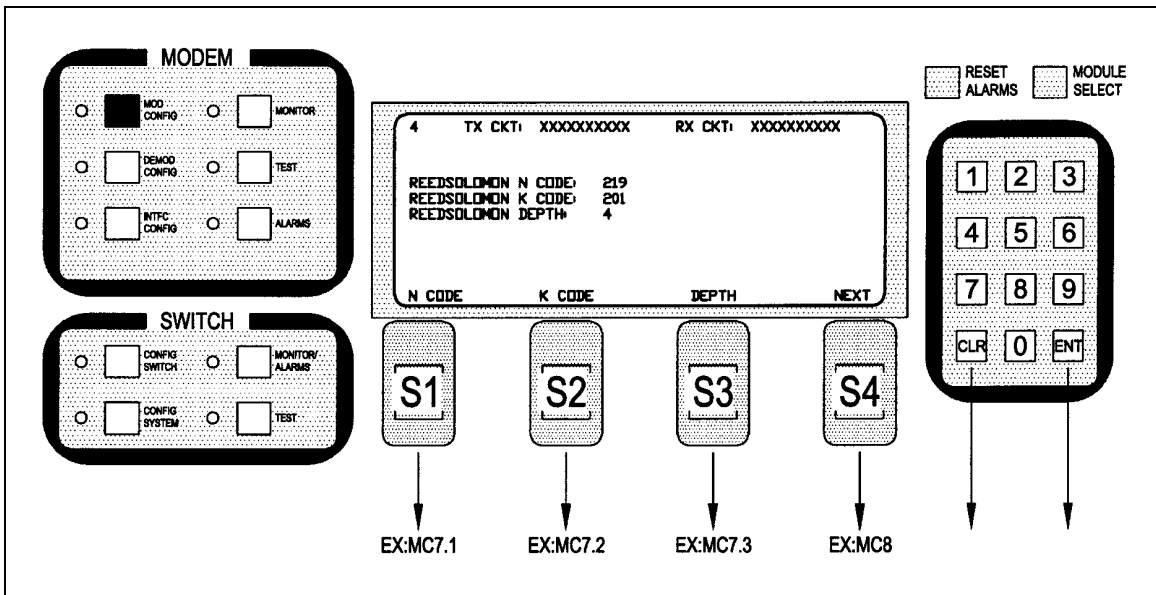 MODEM
MOD CONFIG
MONITOR
DEMOD CONFIG
TEST
INTFC CONFIG
ALARMS
SWITCH
CONFIG SWITCH
MONITOR/ ALARMS
CONFIG SYSTEM
TEST
4 TX CKT: XXXXXXXXXX RX CKT: XXXXXXXXXX
REEDSOLOMON N CODE: 219
REEDSOLOMON K CODE: 201
REEDSOLOMON DEPTH: 4
N CODE K CODE DEPTH NEXT
S1 S2 S3 S4
EX:MC7.1 EX:MC7.2 EX:MC7.3 EX:MC8
RESET ALARMS
MODULE SELECT
1 2 3
4 5 6
7 8 9
CLR 0 ENT